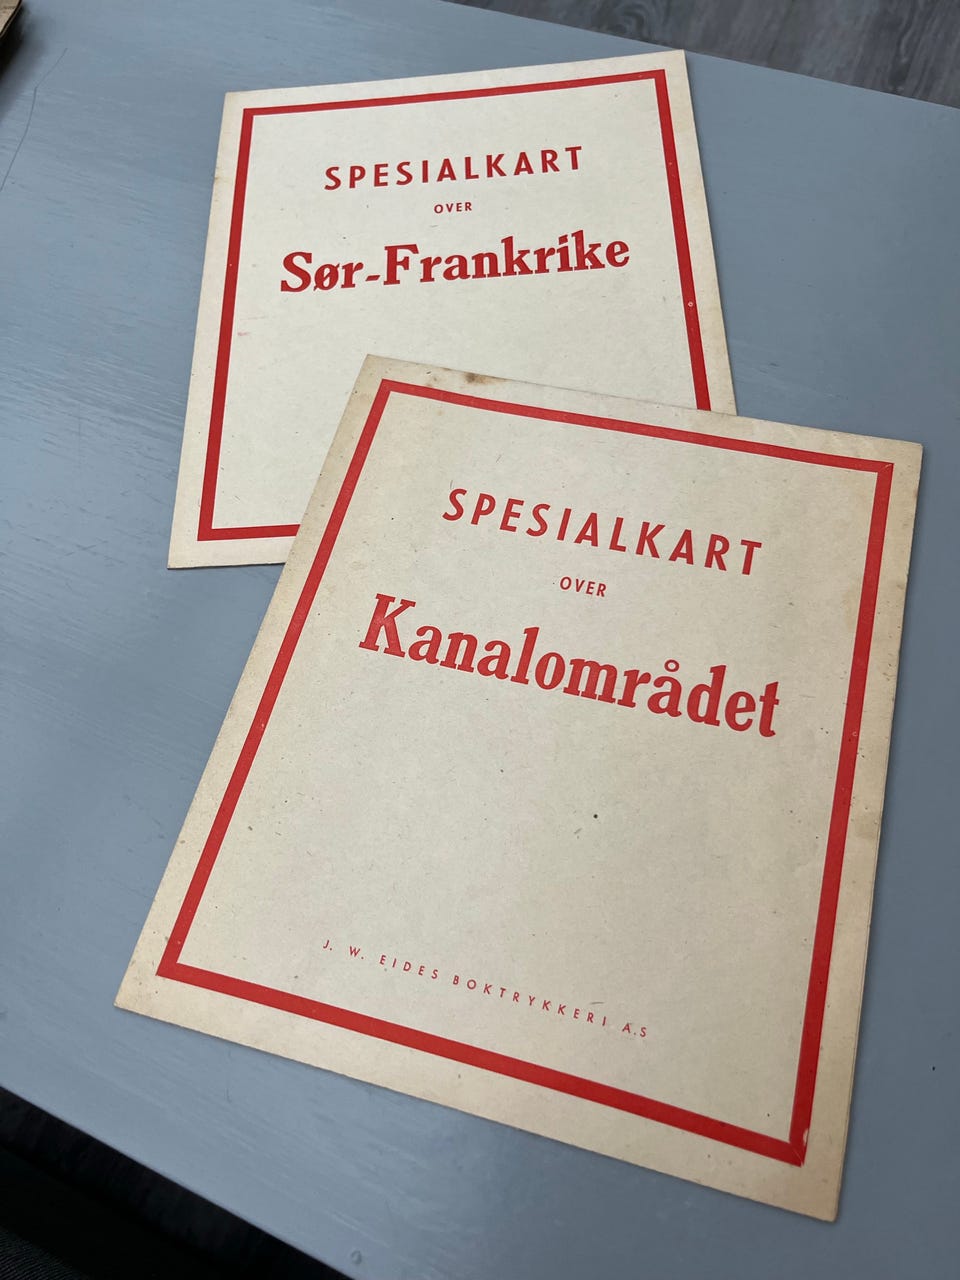 SPESIALKART
OVER
Sør-Frankrike
SPESIALKART
OVER
Kanalområdet
J. W. EIDES BOKTRYKKERI A.S